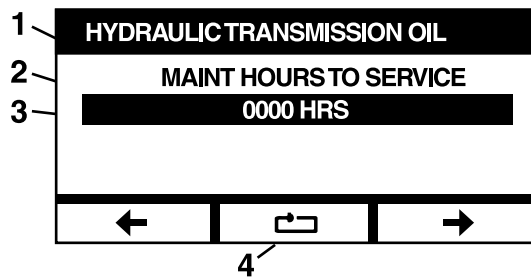 1 HYDRAULIC TRANSMISSION OIL
2 MAINT HOURS TO SERVICE
3 0000 HRS
4